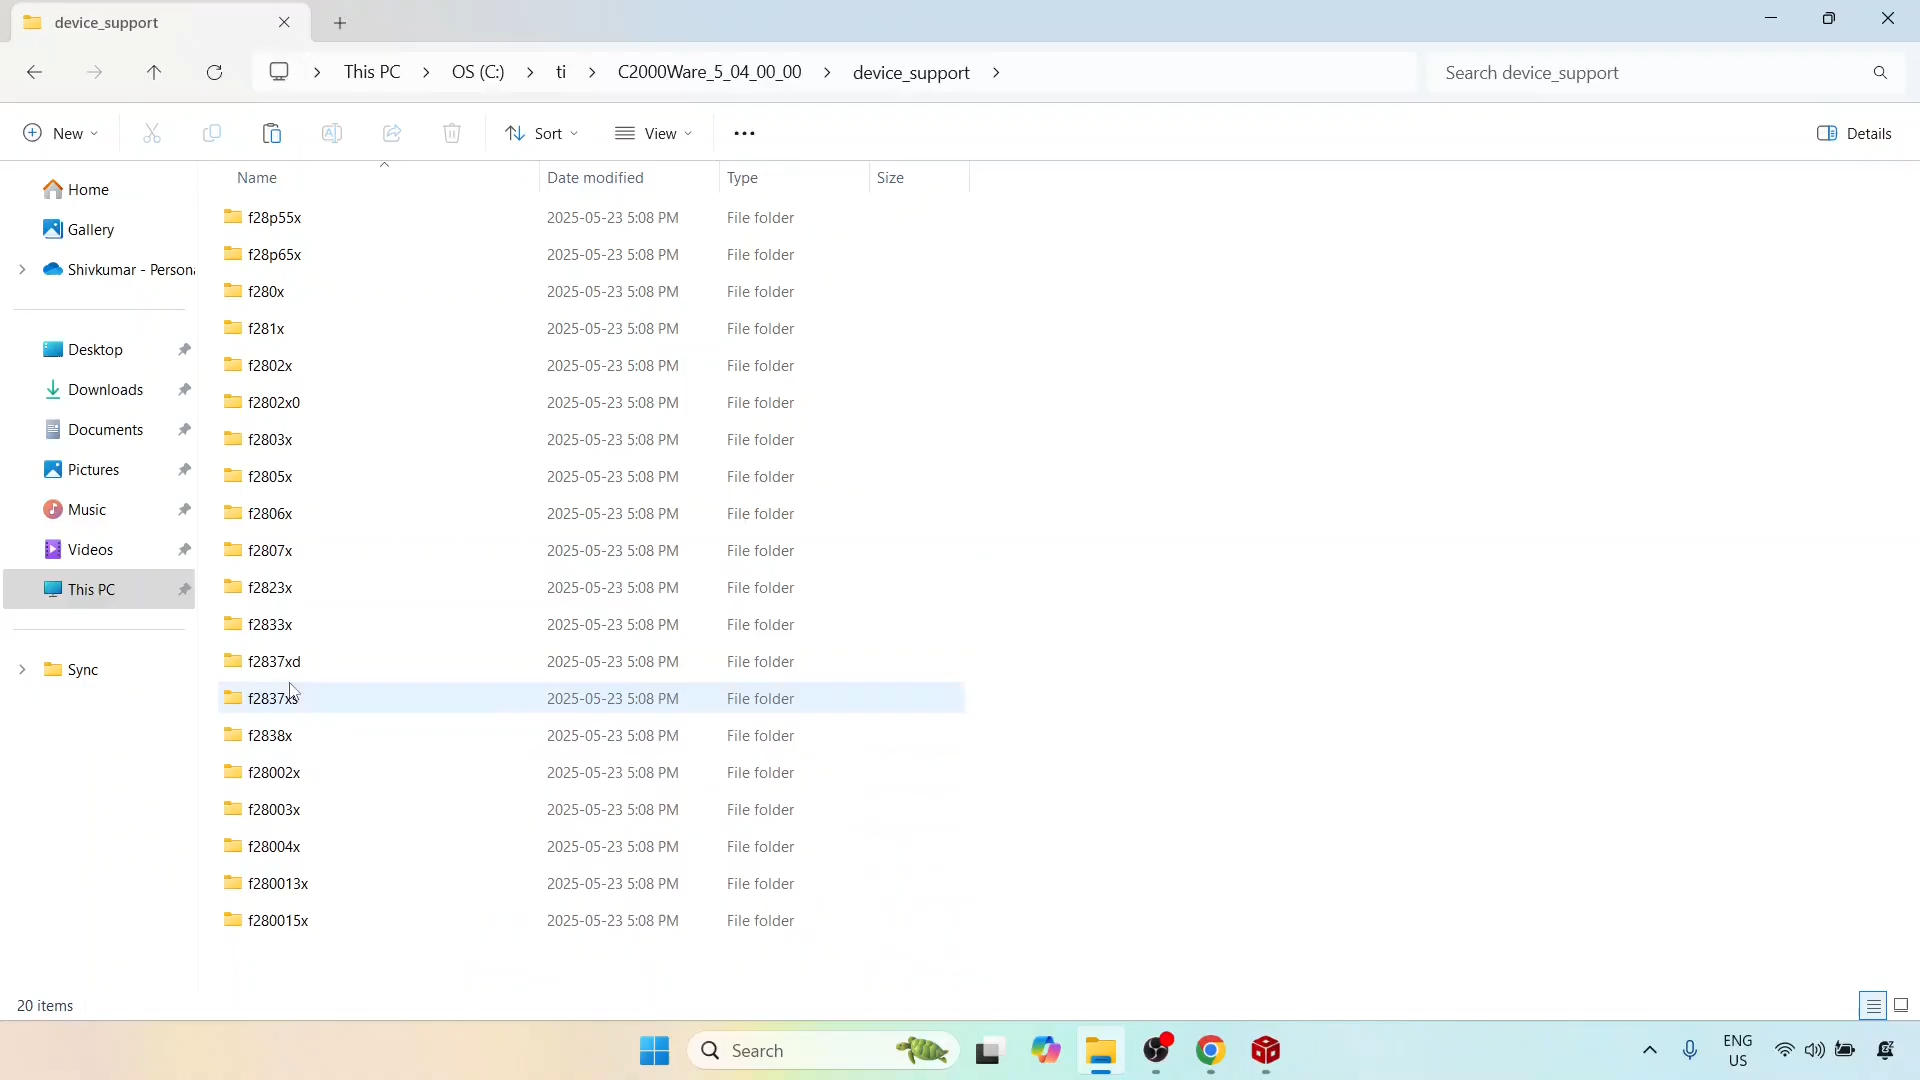 device_support
This PC
OS (C:)
ti
C2000Ware_5_04_00_00
device_support
Search device_support
New
Sort
View
Details
Home
Gallery
Shivkumar - Persona
Desktop
Downloads
Documents
Pictures
Music
Videos
This PC
Sync
Name Date modified Type Size
f28p55x 2025-05-23 5:08 PM File folder
f28p65x 2025-05-23 5:08 PM File folder
f280x 2025-05-23 5:08 PM File folder
f281x 2025-05-23 5:08 PM File folder
f2802x 2025-05-23 5:08 PM File folder
f2802x0 2025-05-23 5:08 PM File folder
f2803x 2025-05-23 5:08 PM File folder
f2805x 2025-05-23 5:08 PM File folder
f2806x 2025-05-23 5:08 PM File folder
f2807x 2025-05-23 5:08 PM File folder
f2823x 2025-05-23 5:08 PM File folder
f2833x 2025-05-23 5:08 PM File folder
f2837xd 2025-05-23 5:08 PM File folder
f2837xs 2025-05-23 5:08 PM File folder
f2838x 2025-05-23 5:08 PM File folder
f28002x 2025-05-23 5:08 PM File folder
f28003x 2025-05-23 5:08 PM File folder
f28004x 2025-05-23 5:08 PM File folder
f280013x 2025-05-23 5:08 PM File folder
f280015x 2025-05-23 5:08 PM File folder
20 items
Search
ENG
US